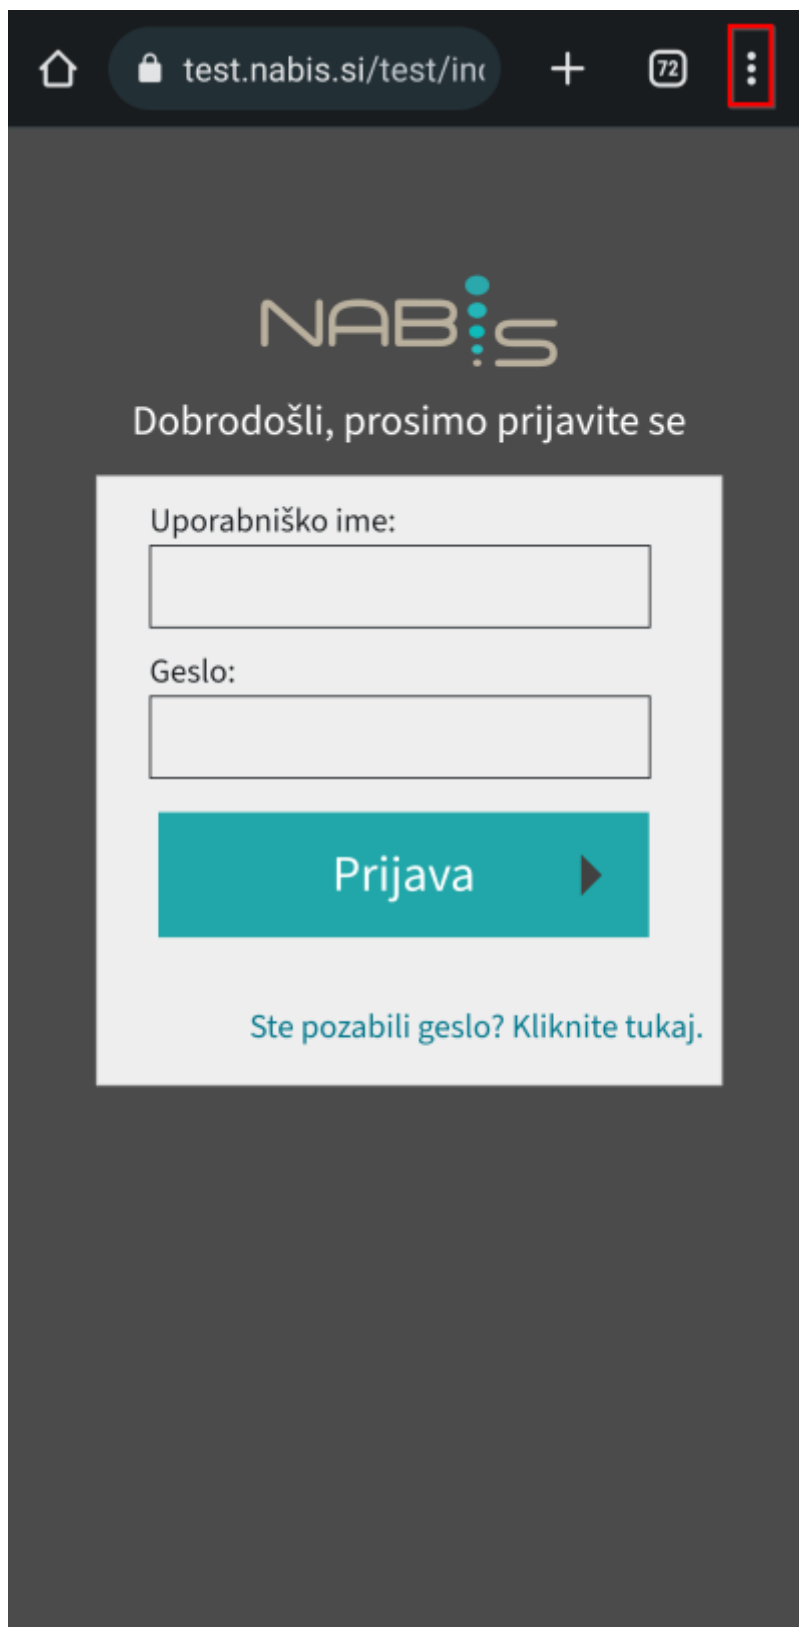 test.nabis.si/test/in
72
NABIS
Dobrodošli, prosimo prijavite se
Uporabniško ime:
Geslo:
Prijava
Ste pozabili geslo? Kliknite tukaj.